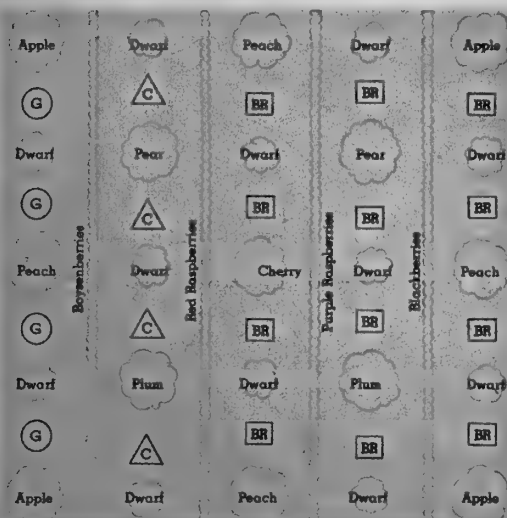 Apple Dwarf Peach Dwarf Apple
G C BR BR BR
Dwarf Pear Dwarf Pear Dwarf
G C BR BR BR
Boysenberries
Red Raspberries
Purple Raspberries
Blackberries
Peach Dwarf Cherry Dwarf Peach
G C BR BR BR
Dwarf Plum Dwarf Plum Dwarf
G C BR BR BR
Apple Dwarf Peach Dwarf Apple